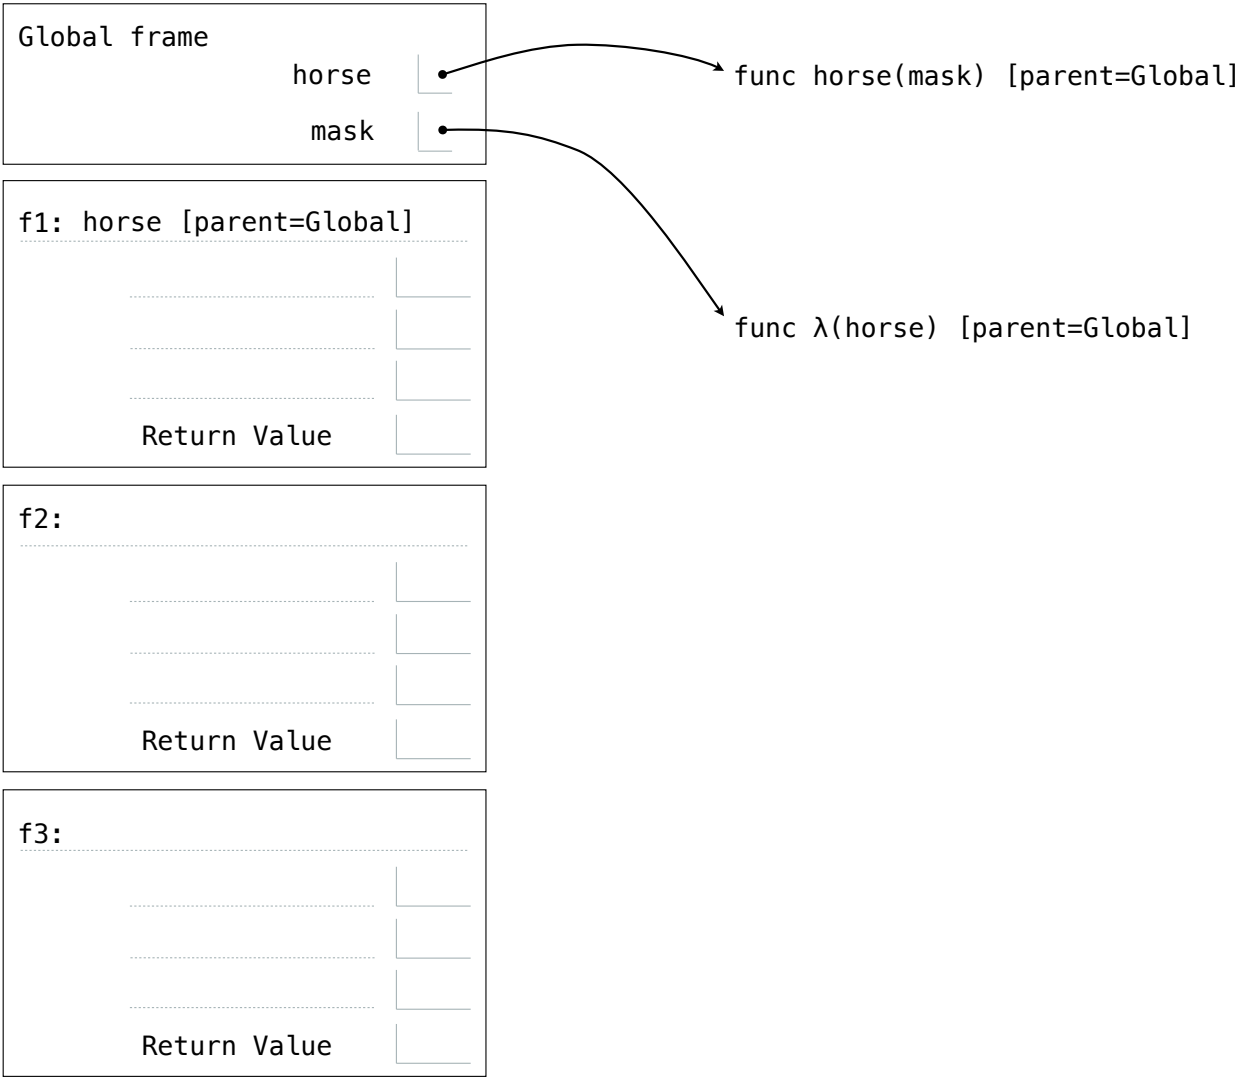 Global frame
horse
func horse(mask) [parent=Global]
mask
f1: horse [parent=Global]
func λ(horse) [parent=Global]
Return Value
f2:
Return Value
f3:
Return Value